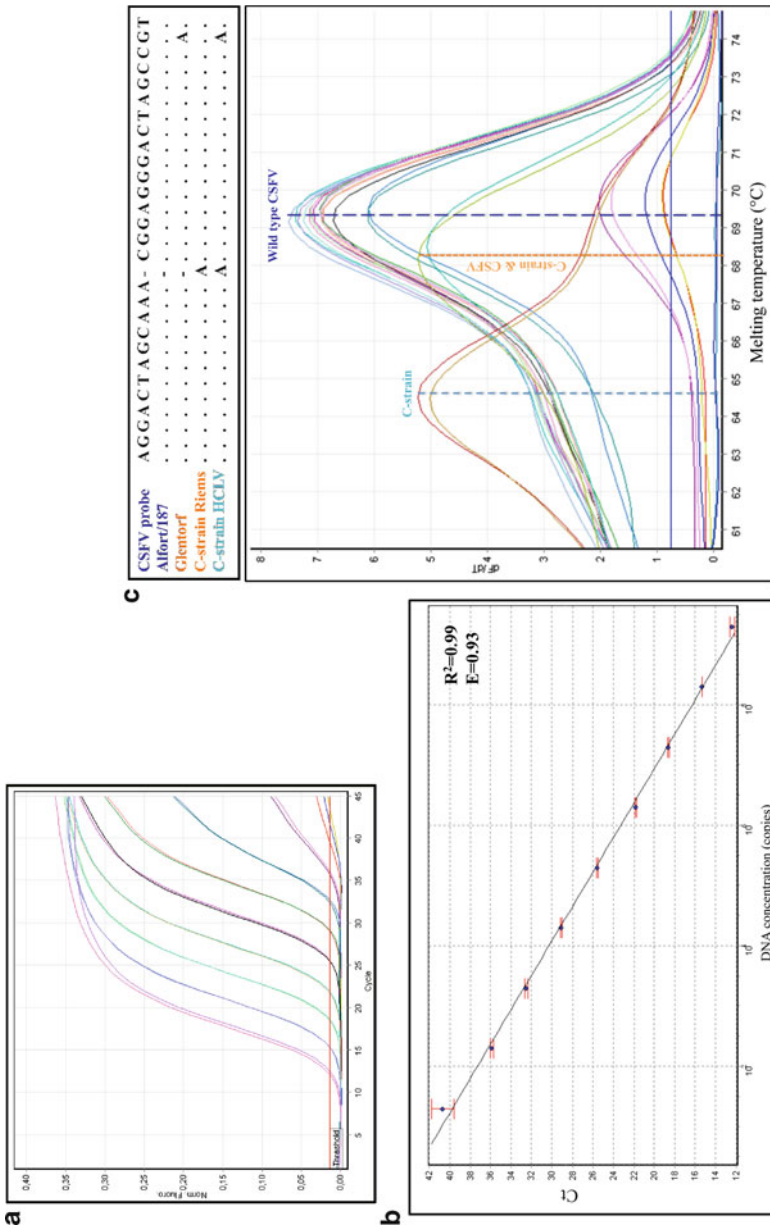 a
0,40
0,35
0,30
0,25
0,20
0,15
0,10
0,05
0,00
Norm. Fluoro.
Threshold
5 10 15 20 25 30 35 40 45
Cycle
b
R²=0.99
E=0.93
42 40 38 36 34 32 30 28 26 24 22 20 18 16 14 12
Ct
10² 10⁴ 10⁶ 10⁸
DNA concentration (copies)
c
CSFV probe AGGACTAGCAAA-CGGAGGGACTAGCCGT
Alfort/187 . . . . . . . . . . . . - . . . . . . . . . . . . . . . .
Glentorf . . . . . . . . . . . . - . . . . . . . . . . . . . A . .
C-strain Riems . . . . . . . . . . . . A . . . . . . . . . . . . . . . .
C-strain HCLV . . . . . . . . . . . . A . . . . . . . . . . . . . A . .
8
7
6
5
4
3
2
1
0
dF/dT
Wild type CSFV
C-strain & CSFV
C-strain
61 62 63 64 65 66 67 68 69 70 71 72 73 74
Melting temperature (°C)